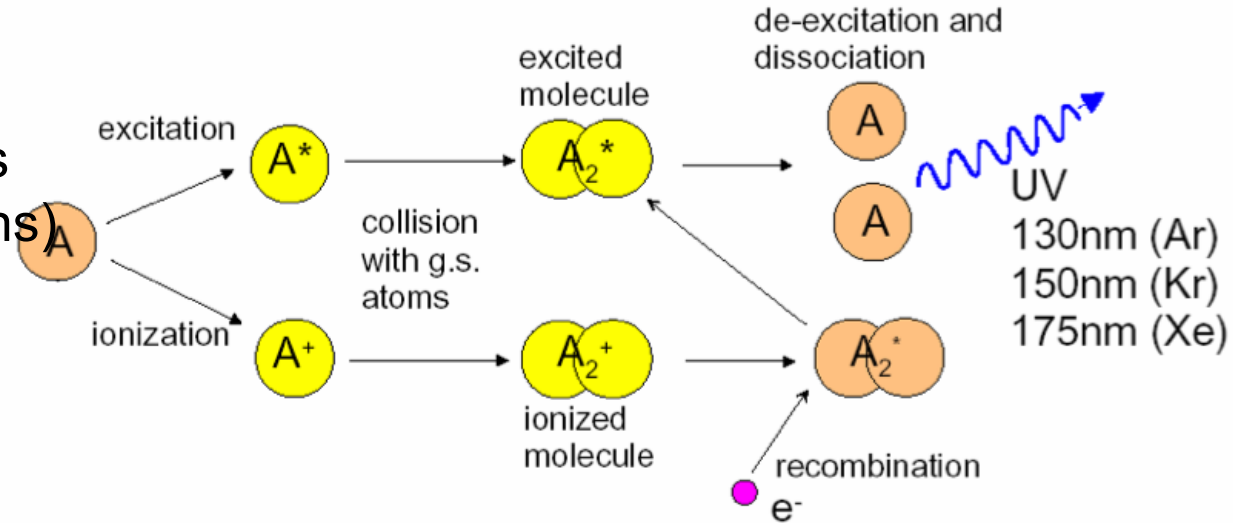 de-excitation and
dissociation
excited
molecule
excitation
s
ns)
A
A*
A₂*
A
A
UV
130nm (Ar)
150nm (Kr)
175nm (Xe)
collision
with g.s.
atoms
ionization
A⁺
A₂⁺
A₂*
ionized
molecule
recombination
e⁻